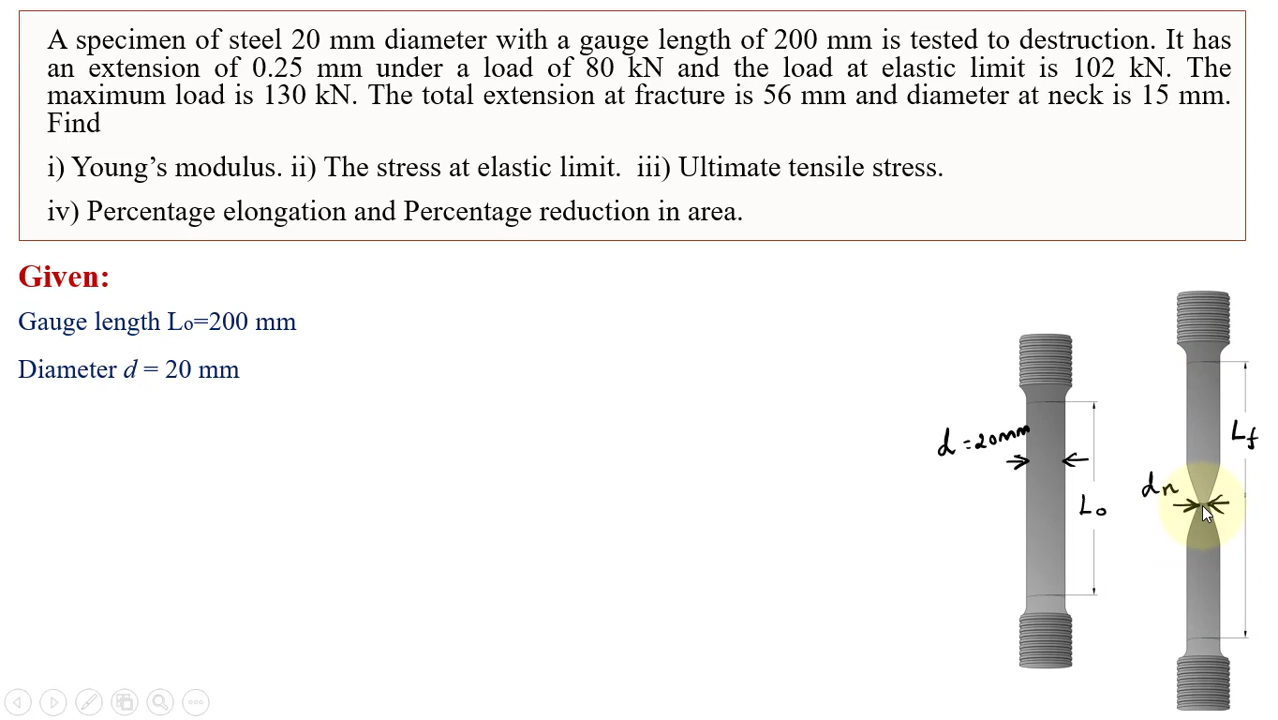 A specimen of steel 20 mm diameter with a gauge length of 200 mm is tested to destruction. It has
an extension of 0.25 mm under a load of 80 kN and the load at elastic limit is 102 kN. The
maximum load is 130 kN. The total extension at fracture is 56 mm and diameter at neck is 15 mm.
Find
i) Young’s modulus. ii) The stress at elastic limit. iii) Ultimate tensile stress.
iv) Percentage elongation and Percentage reduction in area.
Given:
Gauge length Lo=200 mm
Diameter d = 20 mm
d =20mm
Lo
dn
Lf